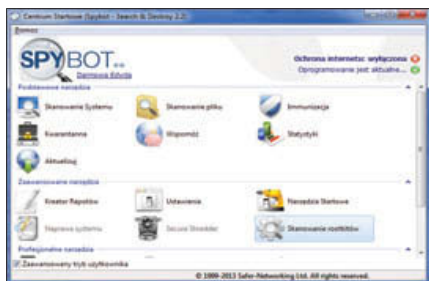 Centrum Startowe (Spybot - Search & Destroy 2.2)
Pomoc
SPYBOT
Darmowa Edycja
Ochrona internetu: wyłączona
Oprogramowanie jest aktualne...
Podstawowe narzędzia
Skanowanie Systemu
Skanowanie pliku
Immunizacja
Kwarantanna
Wspomóż
Statystyki
Aktualizuj
Zaawansowane narzędzia
Kreator Raportów
Ustawienia
Narzędzia Startowe
Naprawa systemu
Secure Shredder
Skanowanie rootkitów
Profesjonalne narzędzia
Zaawansowany tryb użytkownika
© 1999-2013 Safer-Networking Ltd. All rights reserved.